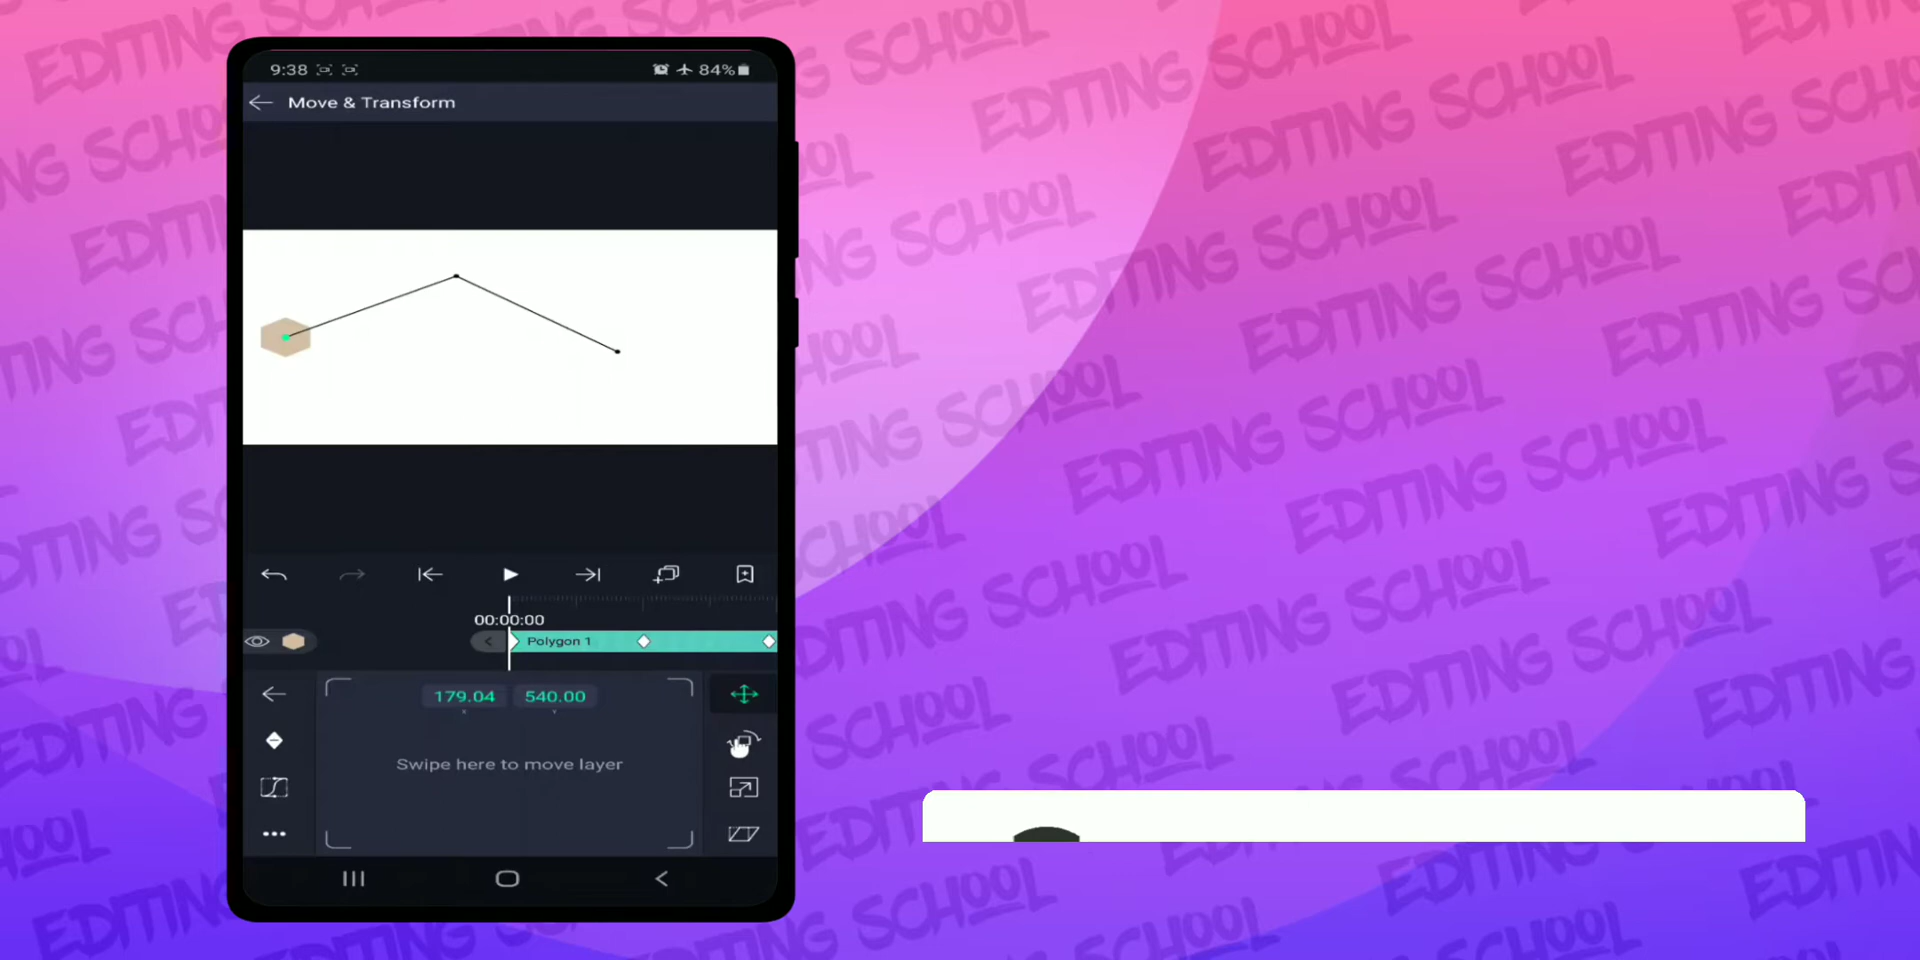 EDITING SCHOOL
9:38
84%
Move & Transform
00:00:00
Polygon 1
179.04 540.00
Swipe here to move layer